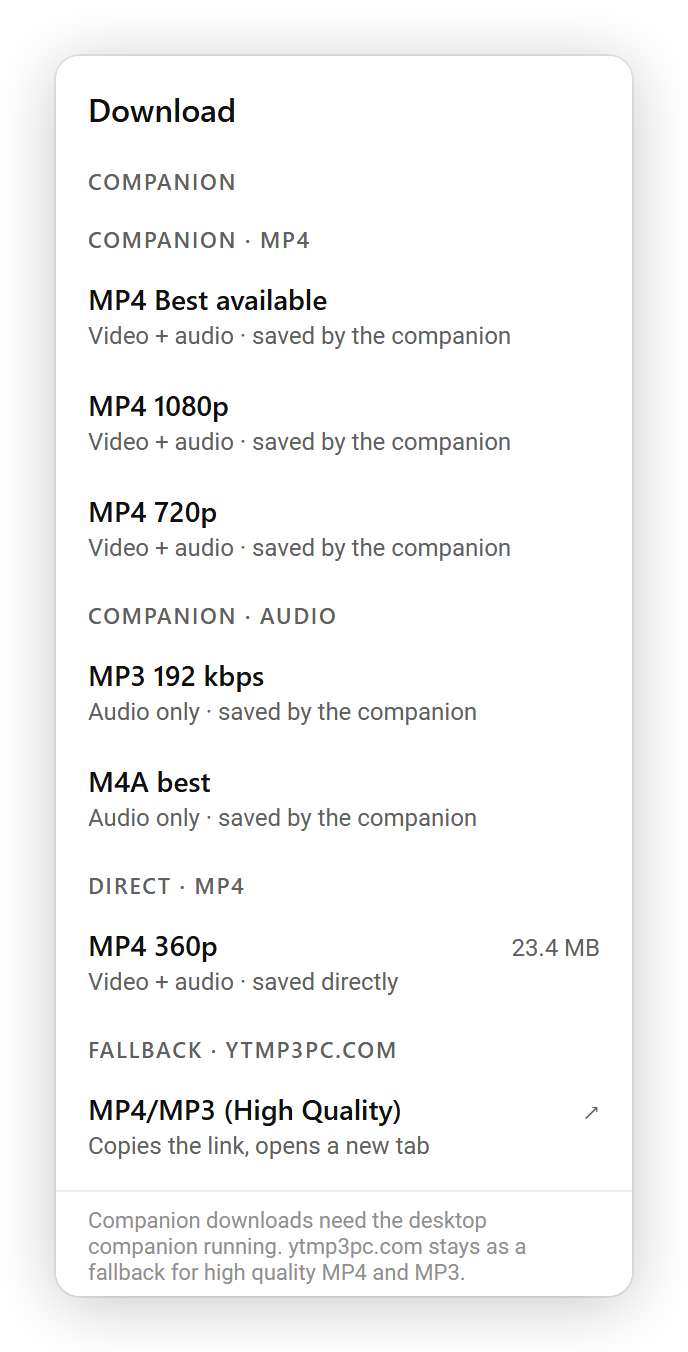 Download
COMPANION
COMPANION · MP4
MP4 Best available
Video + audio · saved by the companion
MP4 1080p
Video + audio · saved by the companion
MP4 720p
Video + audio · saved by the companion
COMPANION · AUDIO
MP3 192 kbps
Audio only · saved by the companion
M4A best
Audio only · saved by the companion
DIRECT · MP4
MP4 360p 23.4 MB
Video + audio · saved directly
FALLBACK · YTMP3PC.COM
MP4/MP3 (High Quality) ↗
Copies the link, opens a new tab
Companion downloads need the desktop
companion running. ytmp3pc.com stays as a
fallback for high quality MP4 and MP3.